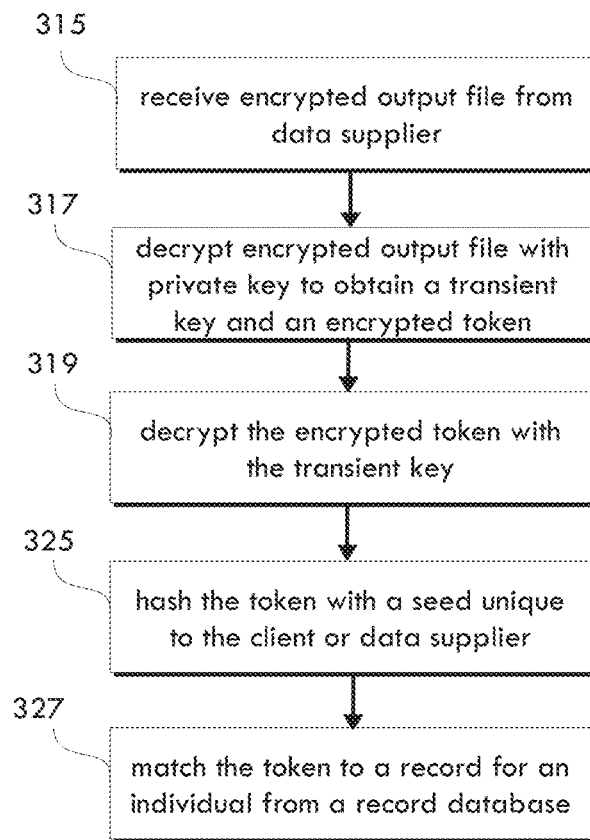 315
receive encrypted output file from
data supplier
317
decrypt encrypted output file with
private key to obtain a transient
key and an encrypted token
319
decrypt the encrypted token with
the transient key
325
hash the token with a seed unique
to the client or data supplier
327
match the token to a record for an
individual from a record database